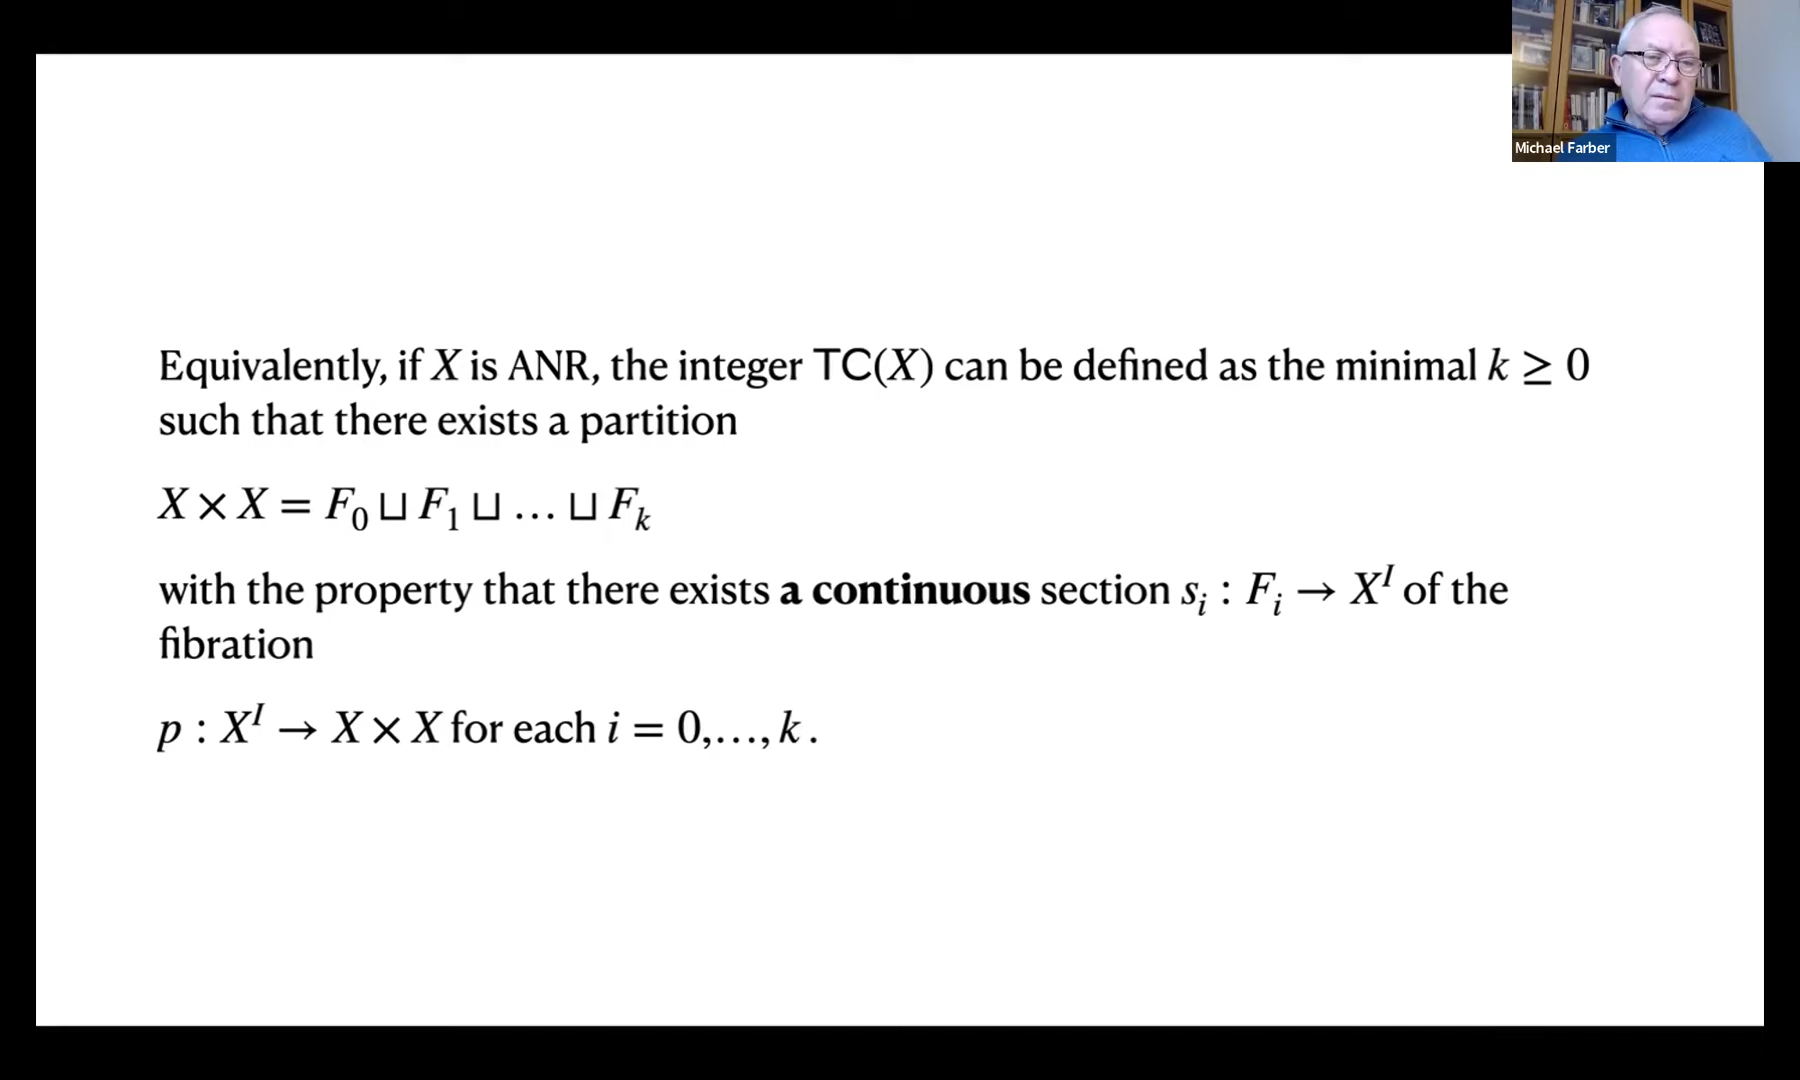 Michael Farber
Equivalently, if X is ANR, the integer TC(X) can be defined as the minimal k ≥ 0
such that there exists a partition
X × X = F₀ ⊔ F₁ ⊔ … ⊔ Fₖ
with the property that there exists a continuous section sᵢ : Fᵢ → Xᴵ of the
fibration
p : Xᴵ → X × X for each i = 0,…, k .